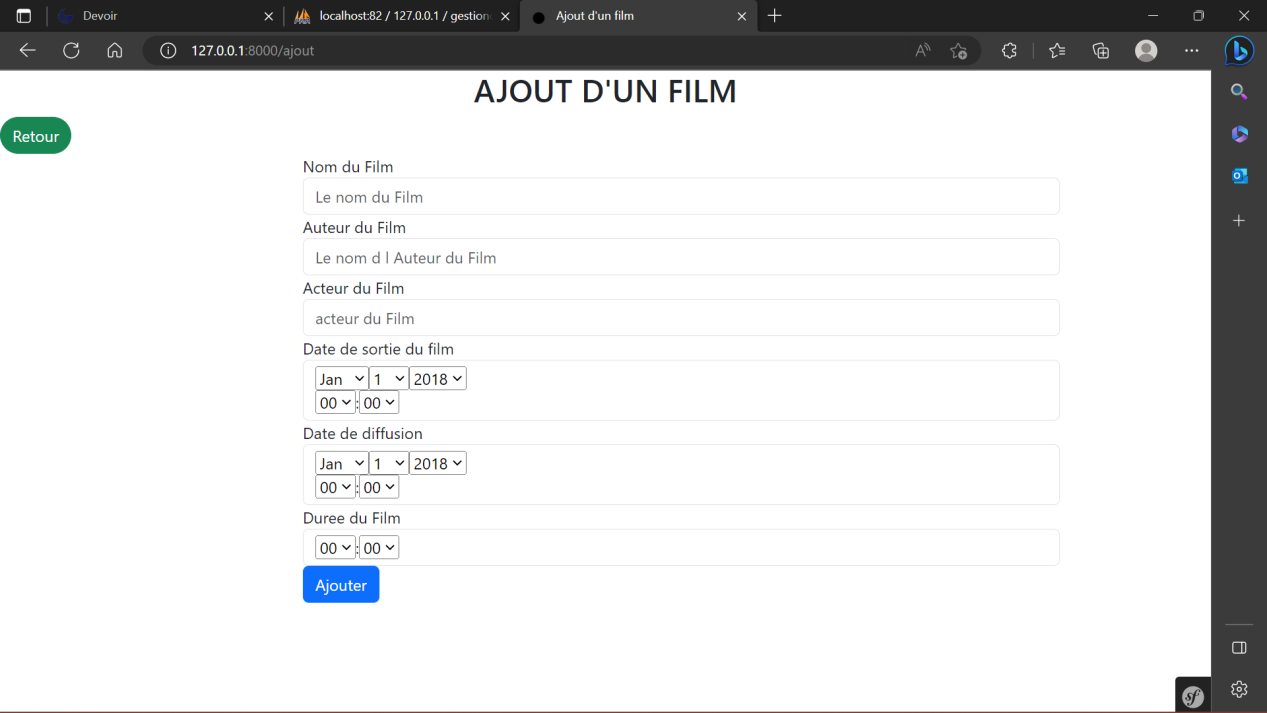 Devoir
localhost:82 / 127.0.0.1 / gestion
Ajout d'un film
127.0.0.1:8000/ajout
AJOUT D'UN FILM
Retour
Nom du Film
Le nom du Film
Auteur du Film
Le nom d l Auteur du Film
Acteur du Film
acteur du Film
Date de sortie du film
Jan 1 2018
00 : 00
Date de diffusion
Jan 1 2018
00 : 00
Duree du Film
00 : 00
Ajouter
sf